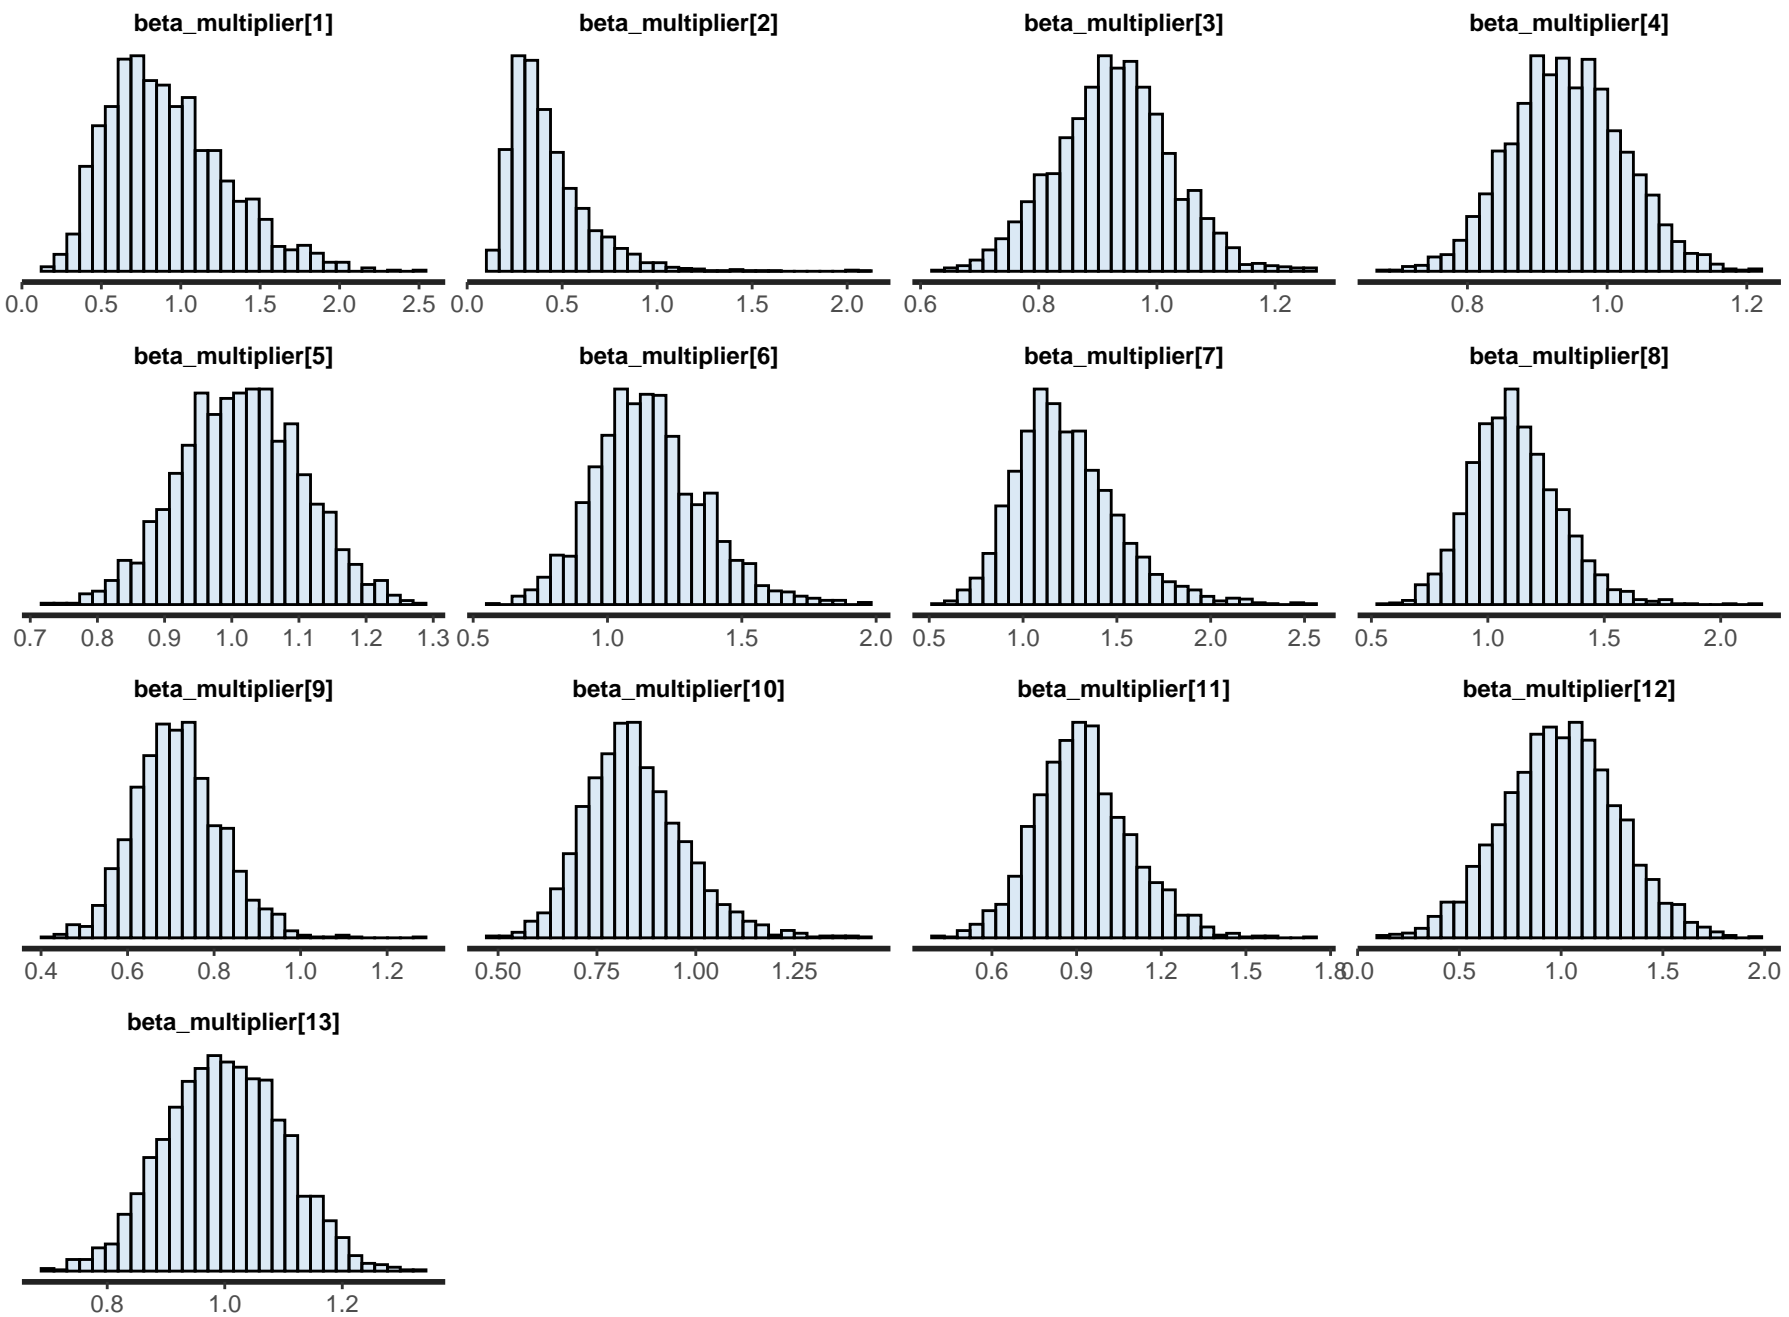 beta_multiplier[1] beta_multiplier[2] beta_multiplier[3] beta_multiplier[4]
0.0 0.5 1.0 1.5 2.0 2.5 0.0 0.5 1.0 1.5 2.0 0.6 0.8 1.0 1.2 0.8 1.0 1.2
beta_multiplier[5] beta_multiplier[6] beta_multiplier[7] beta_multiplier[8]
0.7 0.8 0.9 1.0 1.1 1.2 1.3 0.5 1.0 1.5 2.0 0.5 1.0 1.5 2.0 2.5 0.5 1.0 1.5 2.0
beta_multiplier[9] beta_multiplier[10] beta_multiplier[11] beta_multiplier[12]
0.4 0.6 0.8 1.0 1.2 0.50 0.75 1.00 1.25 0.6 0.9 1.2 1.5 1.8 0.0 0.5 1.0 1.5 2.0
beta_multiplier[13]
0.8 1.0 1.2